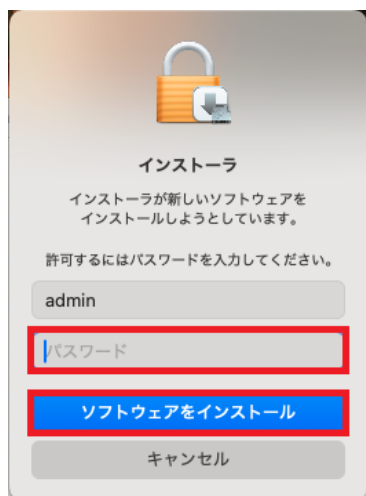 インストーラ
インストーラが新しいソフトウェアを
インストールしようとしています。
許可するにはパスワードを入力してください。
admin
パスワード
ソフトウェアをインストール
キャンセル